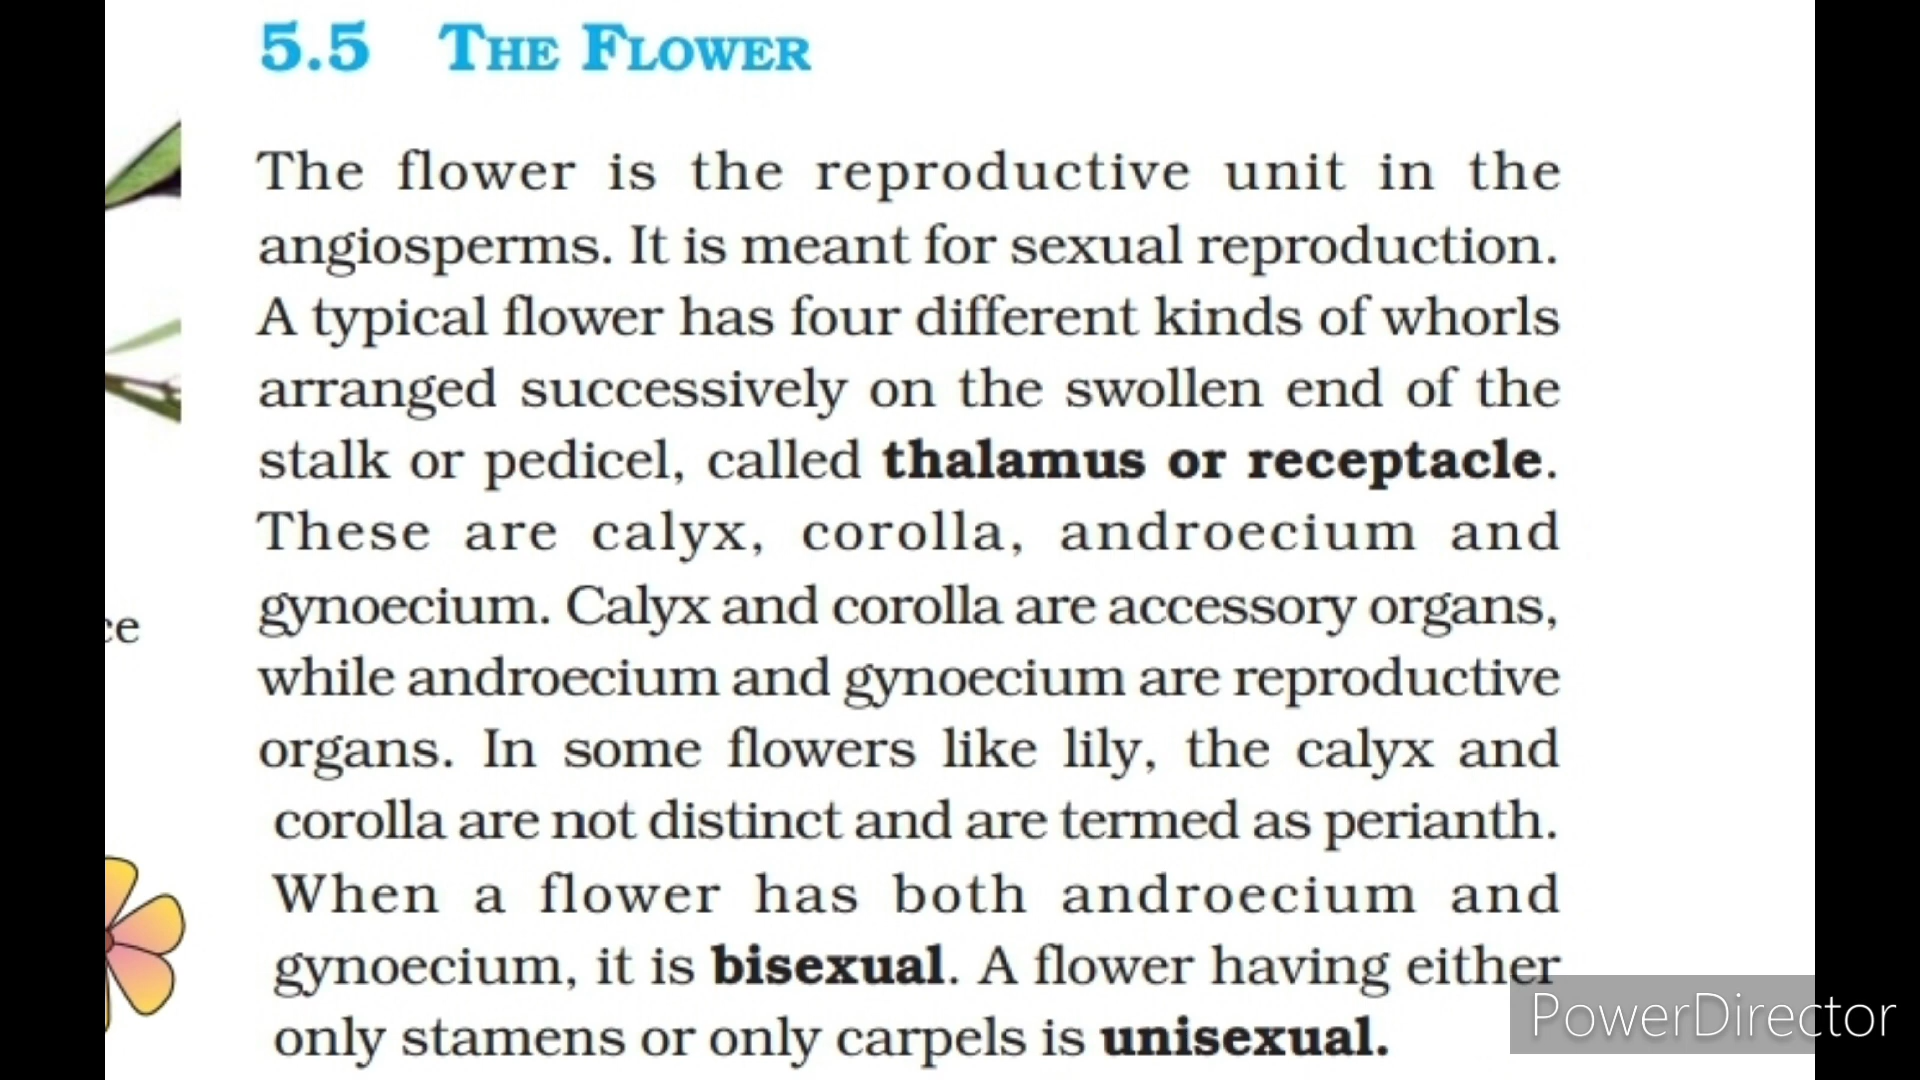 5.5 THE FLOWER
The flower is the reproductive unit in the
angiosperms. It is meant for sexual reproduction.
A typical flower has four different kinds of whorls
arranged successively on the swollen end of the
stalk or pedicel, called thalamus or receptacle.
These are calyx, corolla, androecium and
gynoecium. Calyx and corolla are accessory organs,
while androecium and gynoecium are reproductive
organs. In some flowers like lily, the calyx and
corolla are not distinct and are termed as perianth.
When a flower has both androecium and
gynoecium, it is bisexual. A flower having either
only stamens or only carpels is unisexual.
PowerDirector